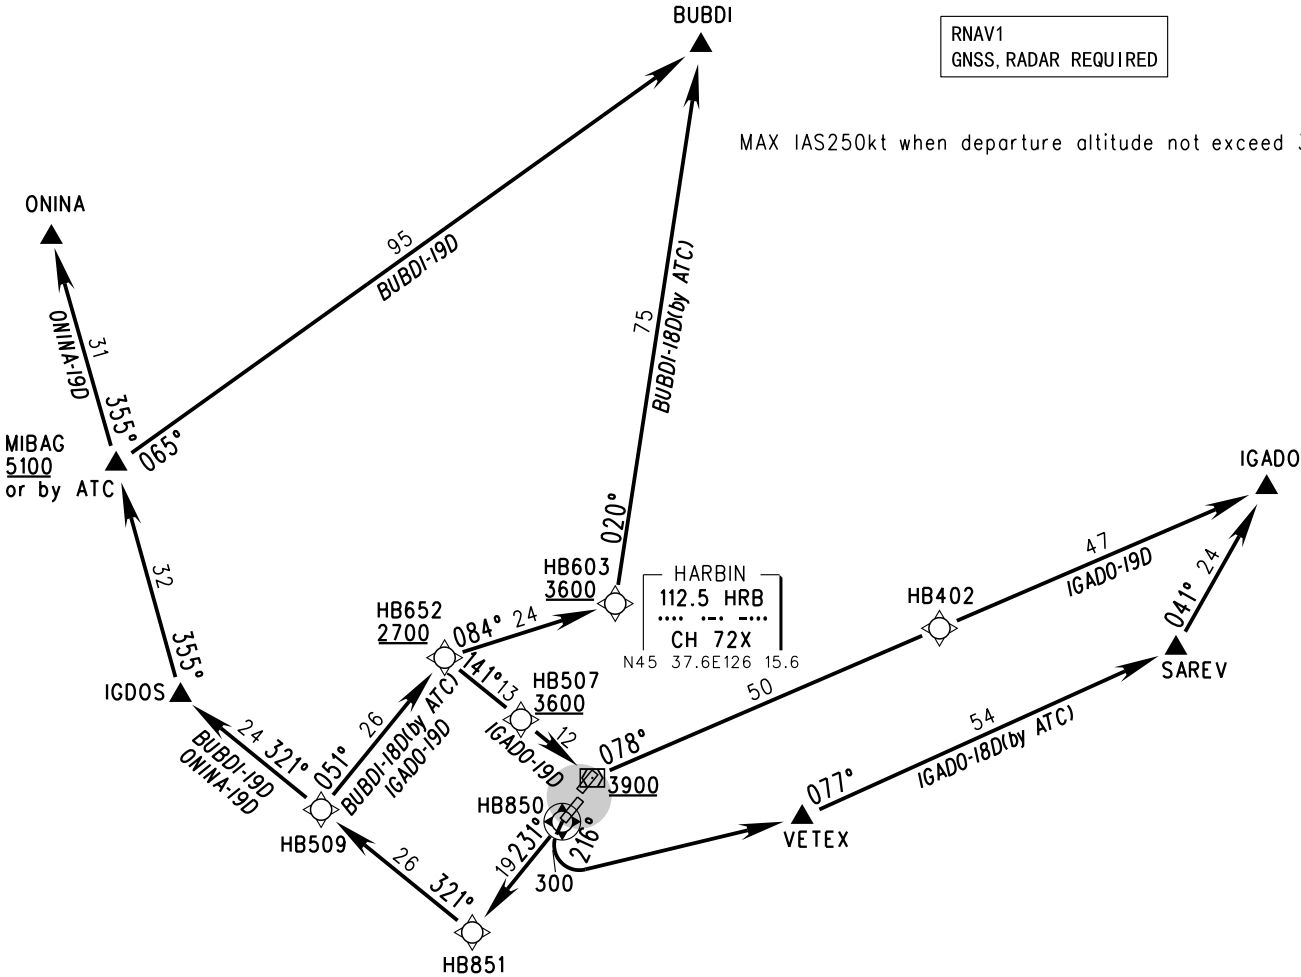 BUBDI
RNAV1
GNSS, RADAR REQUIRED
MAX IAS250kt when departure altitude not exceed
ONINA
95
BUBDI-19D
31
ONINA-19D
75
BUBDI-18D(by ATC)
355°
065°
MIBAG
5100
or by ATC
IGADO
47
IGADO-19D
020°
HB603
3600
HARBIN
112.5 HRB
CH 72X
N45 37.6E126 15.6
HB402
24
041°
32
HB652
2700
084°
24
355°
141°
13
HB507
3600
SAREV
IGDOS
50
54
IGADO-18D(by ATC)
24
321°
BUBDI-19D
ONINA-19D
051°
26
BUBDI-18D(by ATC)
IGADO-19D
IGADO-19D
12
078°
3900
077°
HB850
HB509
VETEX
19
231°
216°
300
26
321°
HB851